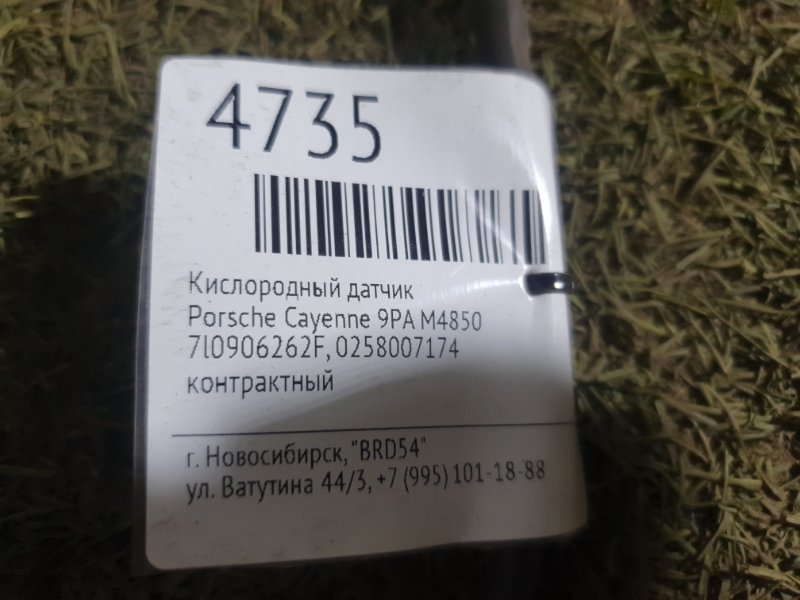 4735
Кислородный датчик
Porsche Cayenne 9PA M4850
7l0906262F, 0258007174
контрактный
г. Новосибирск, "BRD54"
ул. Ватутина 44/3, +7 (995) 101-18-88